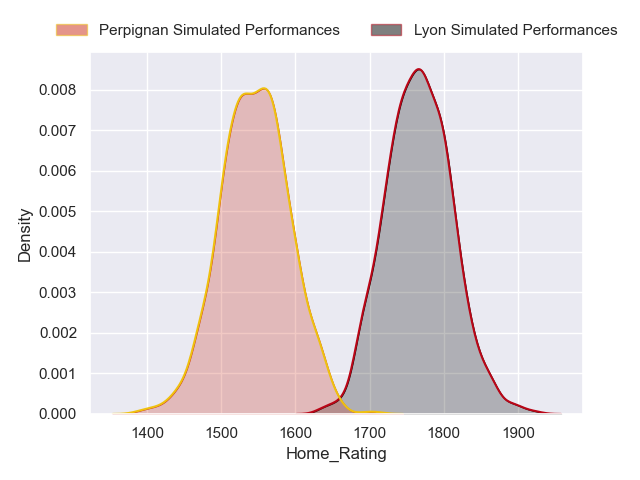 Perpignan Simulated Performances Lyon Simulated Performances
0.008
0.007
0.006
0.005
0.004
0.003
0.002
0.001
0.000
Density
1400 1500 1600 1700 1800 1900
Home_Rating